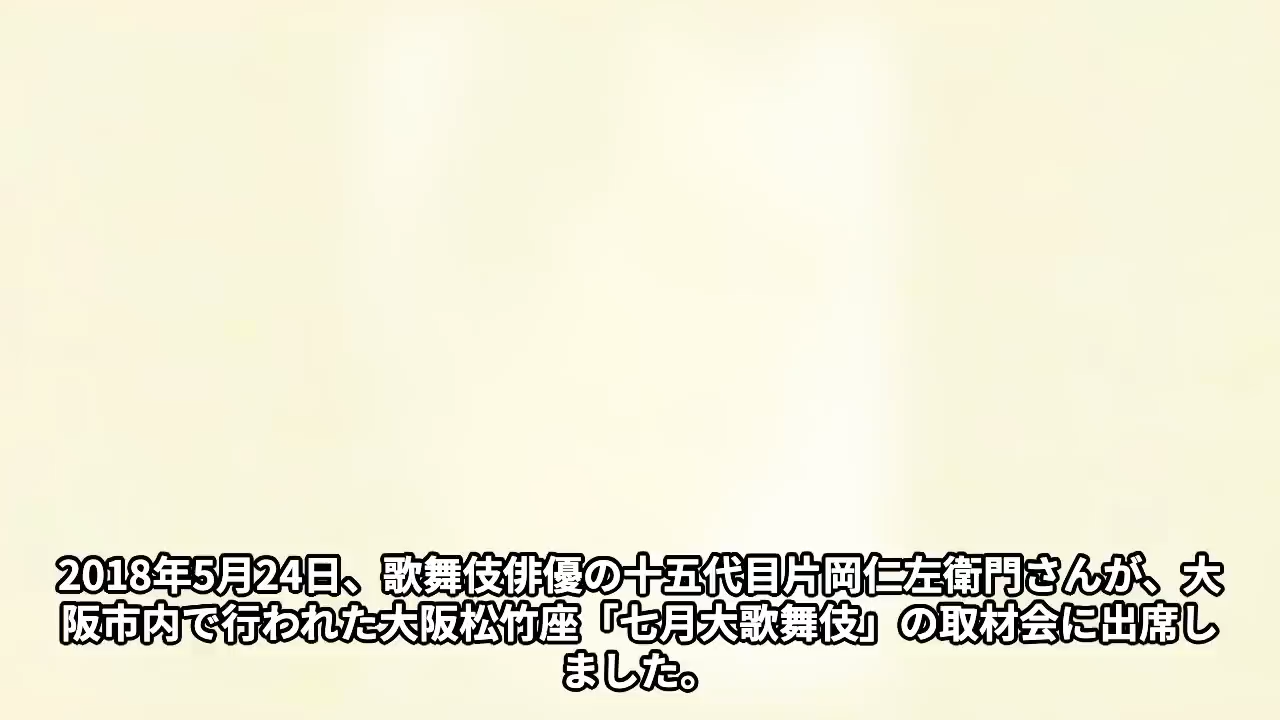 2018年5月24日、歌舞伎俳優の十五代目片岡仁左衛門さんが、大
阪市内で行われた大阪松竹座「七月大歌舞伎」の取材会に出席し
ました。